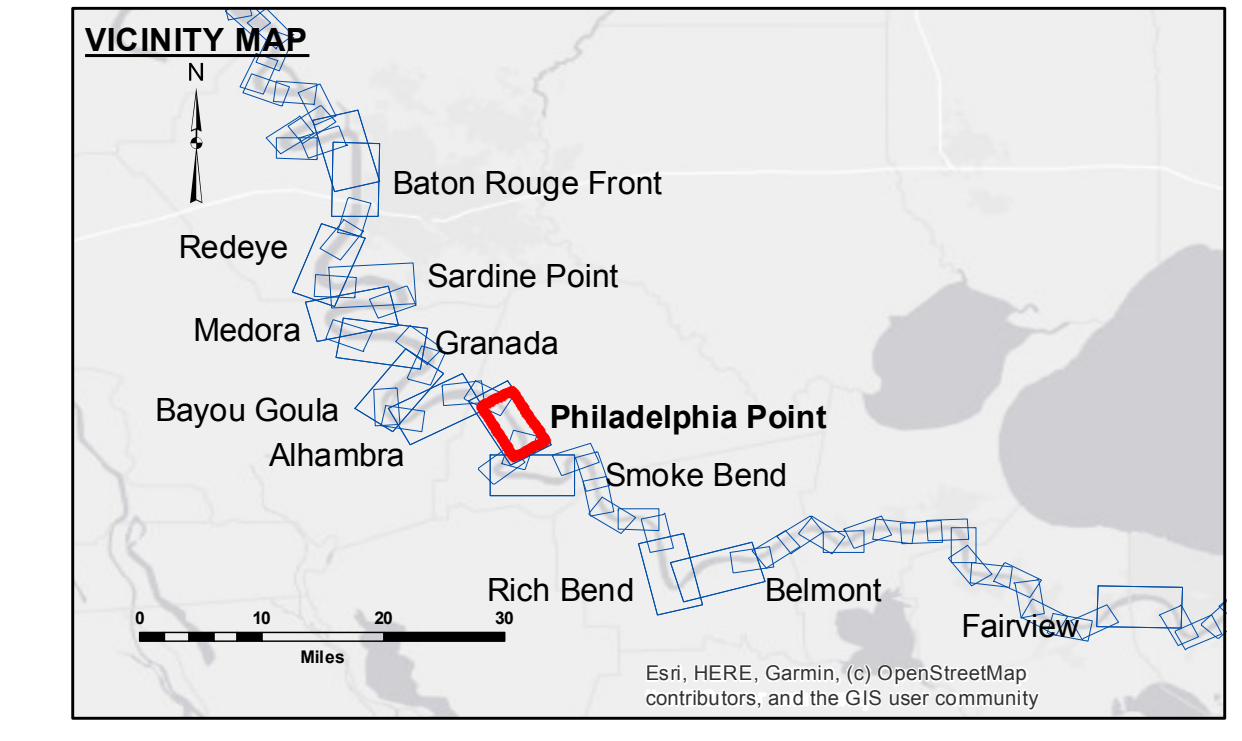 VICINITY MAP
N
Baton Rouge Front
Redeye
Sardine Point
Medora
Granada
Bayou Goula
Philadelphia Point
Alhambra
Smoke Bend
Rich Bend
Belmont
Fairview
0 10 20 30
Miles
Esri, HERE, Garmin, (c) OpenStreetMap
contributors, and the GIS user community